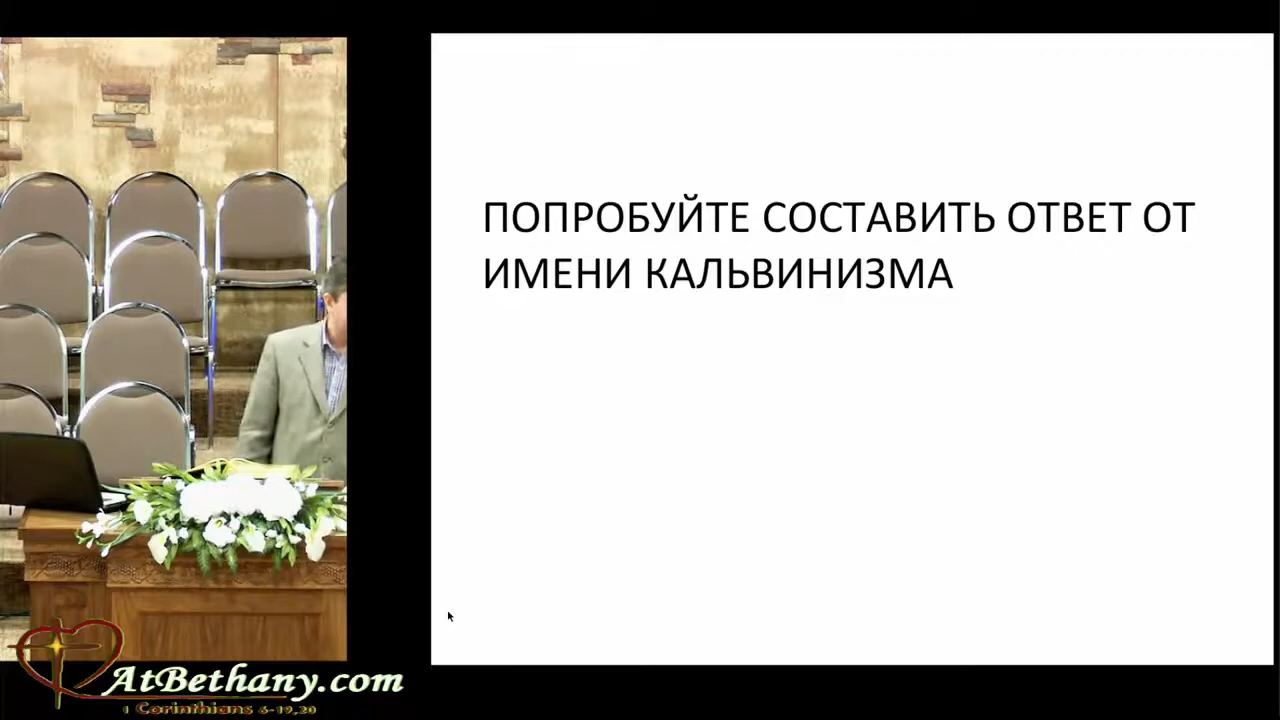 ПОПРОБУЙТЕ СОСТАВИТЬ ОТВЕТ ОТ
ИМЕНИ КАЛЬВИНИЗМА
AtBethany.com
1 Corinthians 6-19,20